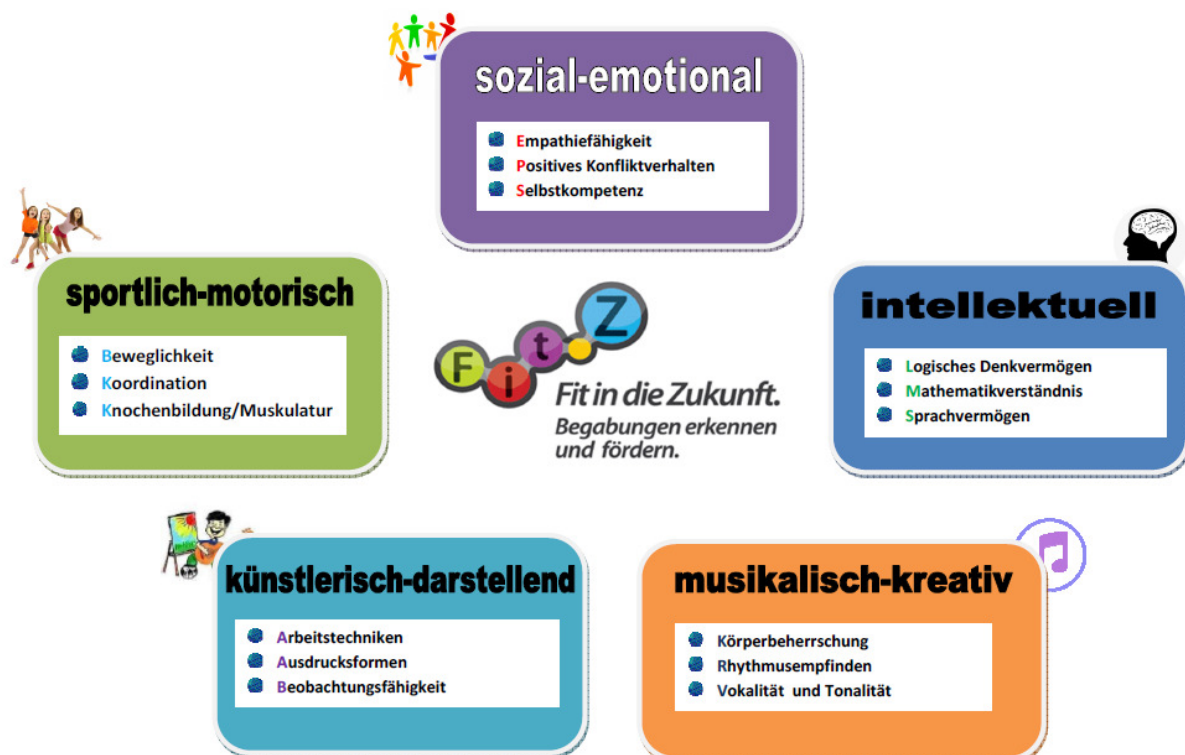 sozial-emotional
Empathiefähigkeit
Positives Konfliktverhalten
Selbstkompetenz
sportlich-motorisch
Beweglichkeit
Koordination
Knochenbildung/Muskulatur
FitZ
Fit in die Zukunft.
Begabungen erkennen
und fördern.
intellektuell
Logisches Denkvermögen
Mathematikverständnis
Sprachvermögen
künstlerisch-darstellend
Arbeitstechniken
Ausdrucksformen
Beobachtungsfähigkeit
musikalisch-kreativ
Körperbeherrschung
Rhythmusempfinden
Vokalität und Tonalität